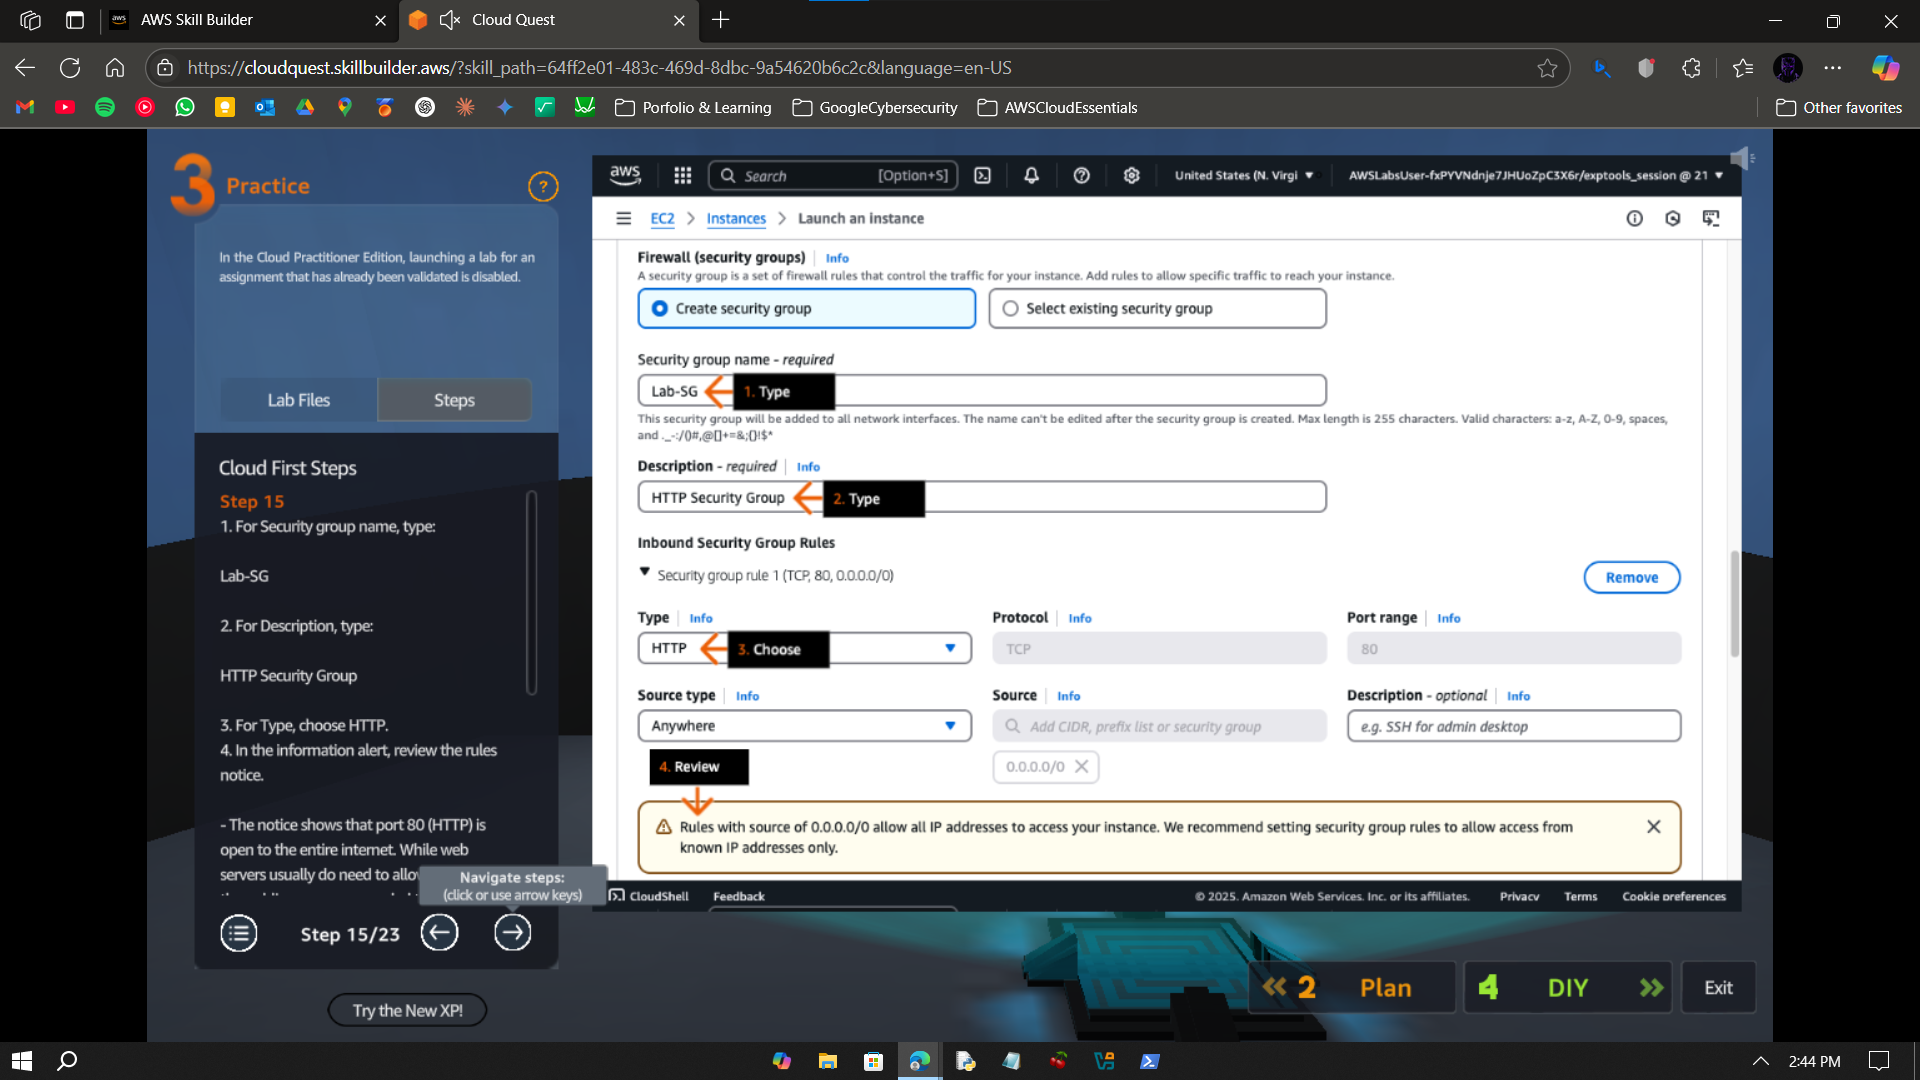 AWS Skill Builder
Cloud Quest
https://cloudquest.skillbuilder.aws/?skill_path=64ff2e01-483c-469d-8dbc-9a54620b6c2c&language=en-US
Porfolio & Learning
GoogleCybersecurity
AWSCloudEssentials
Other favorites
3 Practice
?
In the Cloud Practitioner Edition, launching a lab for an
assignment that has already been validated is disabled.
Lab Files
Steps
Cloud First Steps
Step 15
1. For Security group name, type:
Lab-SG
2. For Description, type:
HTTP Security Group
3. For Type, choose HTTP.
4. In the information alert, review the rules
notice.
- The notice shows that port 80 (HTTP) is
open to the entire internet. While web
servers usually do need to allow
Navigate steps:
(click or use arrow keys)
Step 15/23
Try the New XP!
aws
Search
[Option+S]
United States (N. Virgi
AWSLabsUser-fxPYVNdnje7JHUoZpC3X6r/exptools_session @ 21
EC2 > Instances > Launch an instance
Firewall (security groups) Info
A security group is a set of firewall rules that control the traffic for your instance. Add rules to allow specific traffic to reach your instance.
Create security group
Select existing security group
Security group name - required
Lab-SG
1. Type
This security group will be added to all network interfaces. The name can't be edited after the security group is created. Max length is 255 characters. Valid characters: a-z, A-Z, 0-9, spaces,
and ._-:/()#,@[]+=&;{}!$*
Description - required Info
HTTP Security Group
2. Type
Inbound Security Group Rules
Security group rule 1 (TCP, 80, 0.0.0.0/0)
Remove
Type Info
Protocol Info
Port range Info
HTTP
3. Choose
TCP
80
Source type Info
Source Info
Description - optional Info
Anywhere
Add CIDR, prefix list or security group
e.g. SSH for admin desktop
4. Review
0.0.0.0/0
Rules with source of 0.0.0.0/0 allow all IP addresses to access your instance. We recommend setting security group rules to allow access from
known IP addresses only.
CloudShell
Feedback
© 2025, Amazon Web Services, Inc. or its affiliates.
Privacy
Terms
Cookie preferences
2 Plan
4 DIY
Exit
2:44 PM